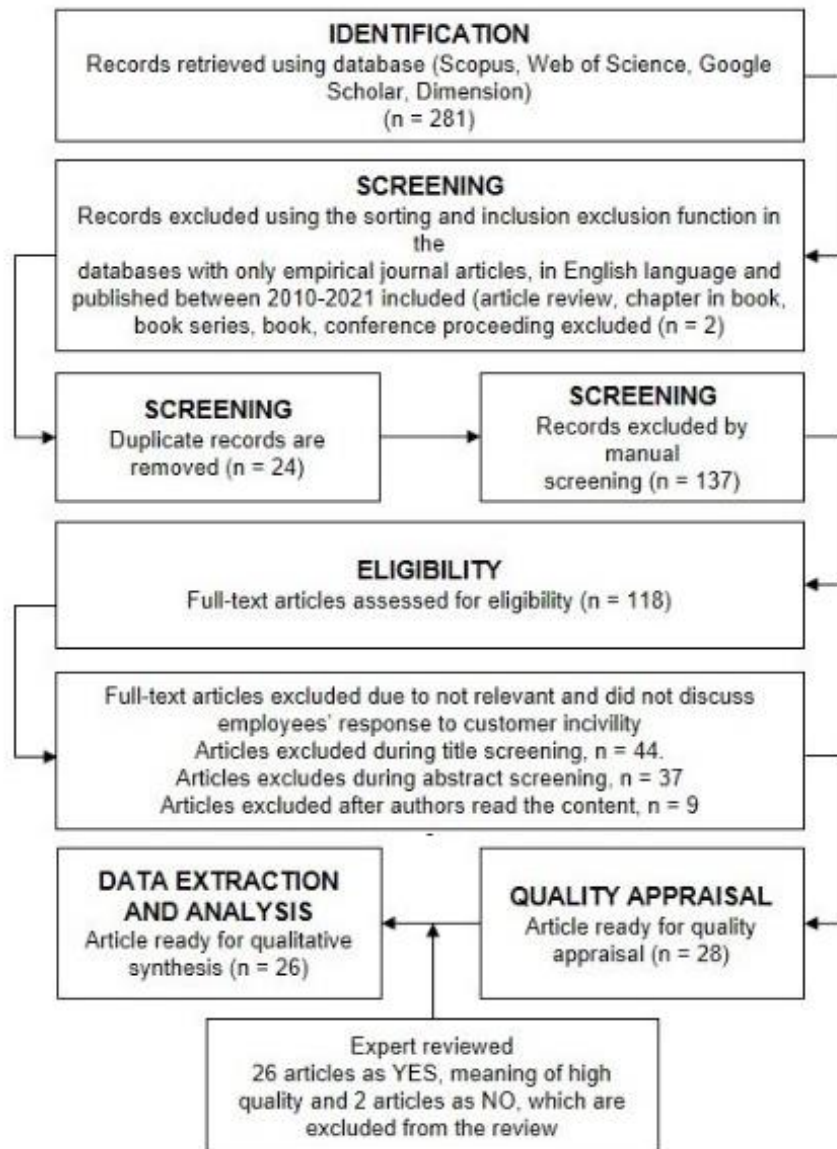 IDENTIFICATION
Records retrieved using database (Scopus, Web of Science, Google
Scholar, Dimension)
(n = 281)
SCREENING
Records excluded using the sorting and inclusion exclusion function in
the
databases with only empirical journal articles, in English language and
published between 2010-2021 included (article review, chapter in book,
book series, book, conference proceeding excluded (n = 2)
SCREENING
Duplicate records are
removed (n = 24)
SCREENING
Records excluded by
manual
screening (n = 137)
ELIGIBILITY
Full-text articles assessed for eligibility (n = 118)
Full-text articles excluded due to not relevant and did not discuss
employees' response to customer incivility
Articles excluded during title screening, n = 44.
Articles excludes during abstract screening, n = 37
Articles excluded after authors read the content, n = 9
DATA EXTRACTION
AND ANALYSIS
Article ready for qualitative
synthesis (n = 26)
QUALITY APPRAISAL
Article ready for quality
appraisal (n = 28)
Expert reviewed
26 articles as YES, meaning of high
quality and 2 articles as NO, which are
excluded from the review